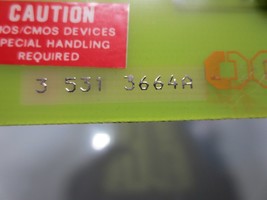 CAUTION
MOS/CMOS DEVICES
SPECIAL HANDLING
REQUIRED
3 531 3664A